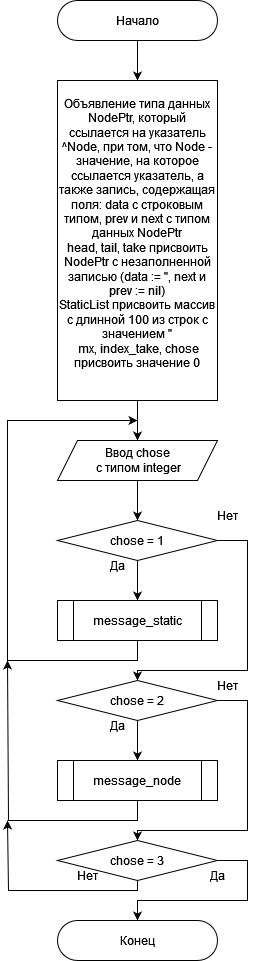 Начало
Объявление типа данных
NodePtr, который
ссылается на указатель
^Node, при том, что Node -
значение, на которое
ссылается указатель, а
также запись, содержащая
поля: data с строковым
типом, prev и next с типом
данных NodePtr
head, tail, take присвоить
NodePtr с незаполненной
записью (data := '', next и
prev := nil)
StaticList присвоить массив
с длинной 100 из строк с
значением ''
mx, index_take, chose
присвоить значение 0
Ввод chose
с типом integer
Нет
chose = 1
Да
message_static
Нет
chose = 2
Да
message_node
chose = 3
Нет
Да
Конец